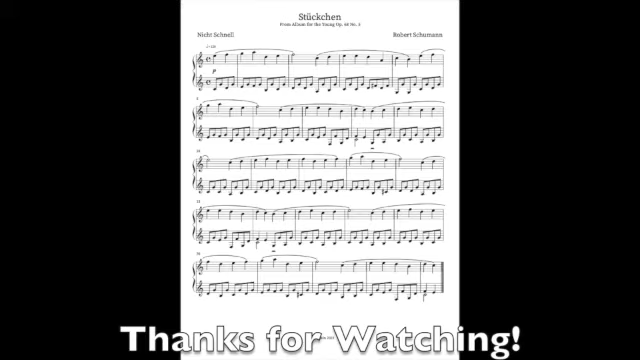 Stückchen
From Album for the Young Op. 68 No. 5
Nicht Schnell
Robert Schumann
Thanks for Watching!